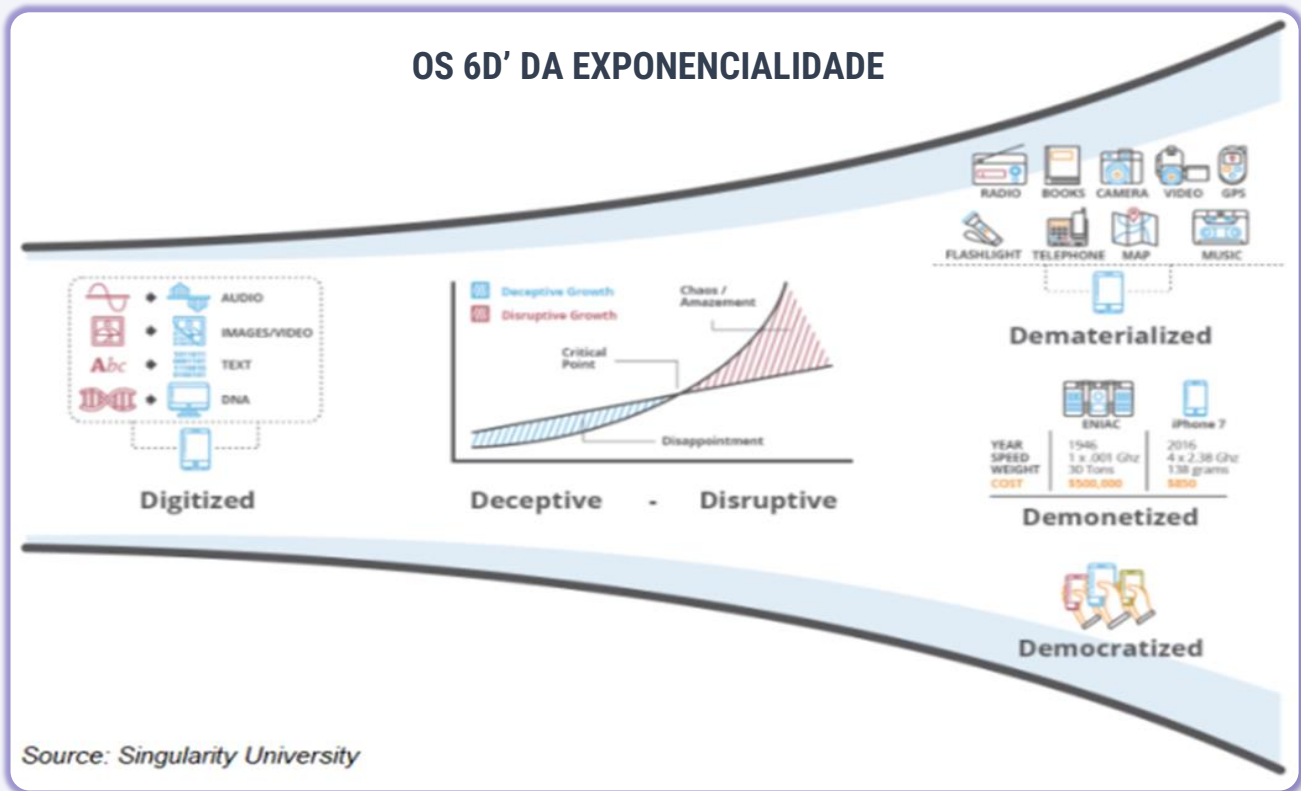 OS 6D’ DA EXPONENCIALIDADE
AUDIO
IMAGES/VIDEO
Abc
TEXT
DNA
Digitized
Deceptive Growth
Disruptive Growth
Chaos /
Amazement
Critical
Point
Disappointment
Deceptive - Disruptive
RADIO BOOKS CAMERA VIDEO GPS
FLASHLIGHT TELEPHONE MAP MUSIC
Dematerialized
ENIAC iPhone 7
YEAR 1946 2016
SPEED 1 x .001 Ghz 4 x 2.38 Ghz
WEIGHT 30 Tons 138 grams
COST $500,000 $850
Demonetized
Democratized
Source: Singularity University